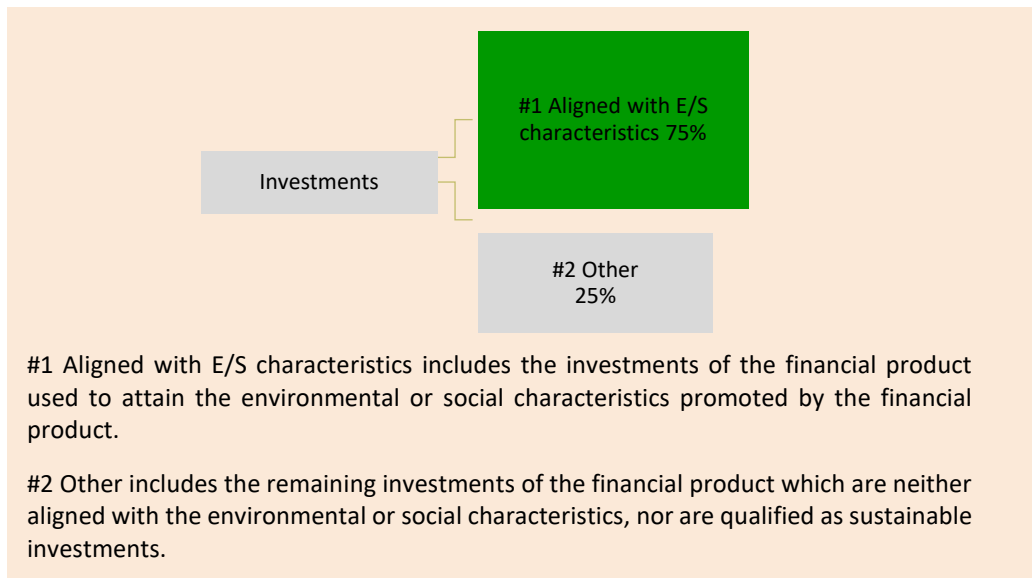 #1 Aligned with E/S
characteristics 75%
Investments
#2 Other
25%
#1 Aligned with E/S characteristics includes the investments of the financial product
used to attain the environmental or social characteristics promoted by the financial
product.
#2 Other includes the remaining investments of the financial product which are neither
aligned with the environmental or social characteristics, nor are qualified as sustainable
investments.